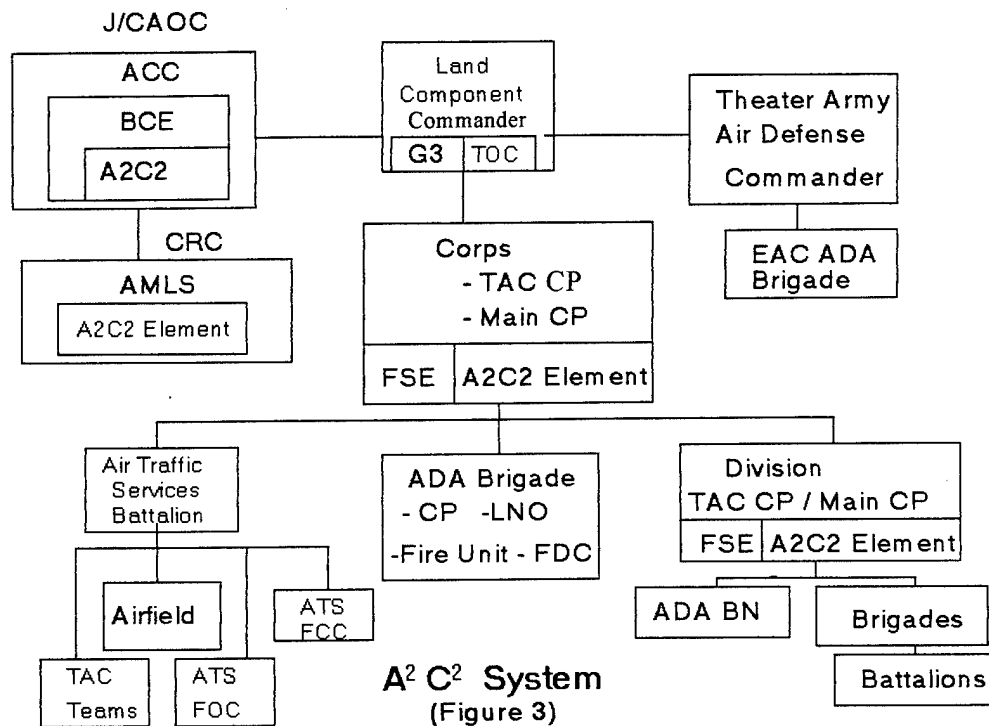 J/CAOC
ACC
BCE
A2C2
Land
Component
Commander
G3 TOC
Theater Army
Air Defense
Commander
CRC
AMLS
A2C2 Element
Corps
- TAC CP
- Main CP
FSE A2C2 Element
EAC ADA
Brigade
Air Traffic
Services
Battalion
ADA Brigade
- CP -LNO
-Fire Unit - FDC
Division
TAC CP / Main CP
FSE A2C2 Element
Airfield
ATS
FCC
TAC
Teams
ATS
FOC
ADA BN
Brigades
Battalions
A² C² System
(Figure 3)